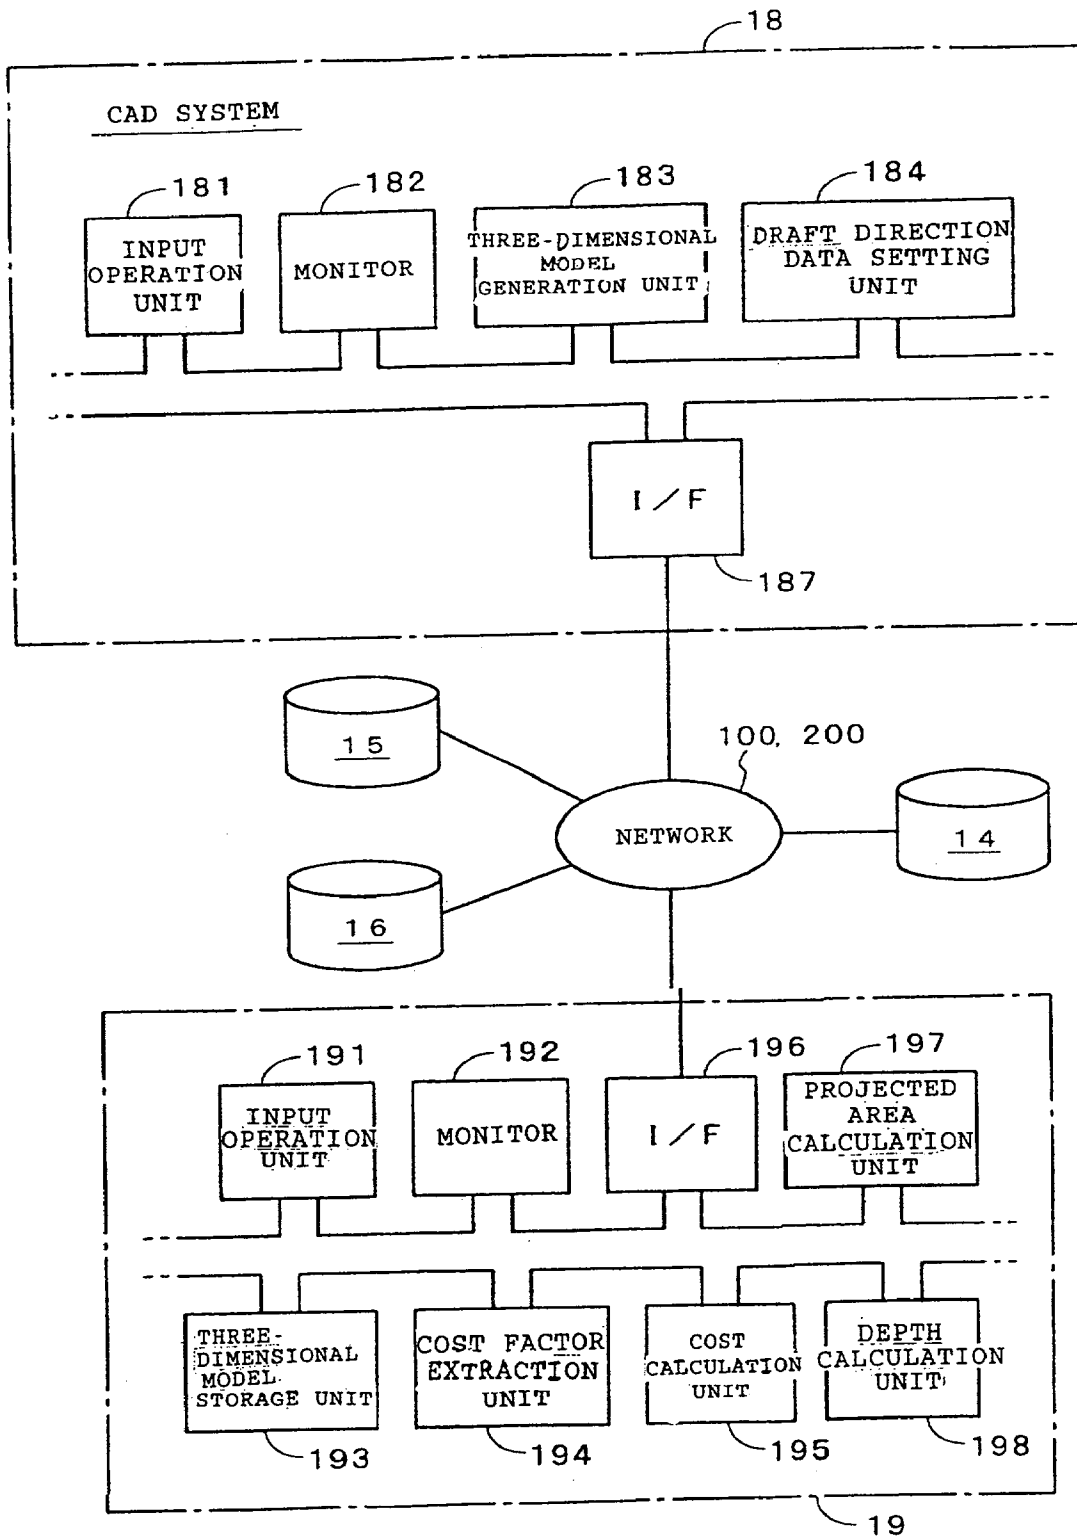 18
CAD SYSTEM
181
182
183
184
INPUT
OPERATION
UNIT
MONITOR
THREE-DIMENSIONAL
MODEL
GENERATION UNIT
DRAFT DIRECTION
DATA SETTING
UNIT
I/F
187
15
100, 200
NETWORK
14
16
191
192
196
197
INPUT
OPERATION
UNIT
MONITOR
I/F
PROJECTED
AREA
CALCULATION
UNIT
THREE-
DIMENSIONAL
MODEL
STORAGE UNIT
COST FACTOR
EXTRACTION
UNIT
COST
CALCULATION
UNIT
DEPTH
CALCULATION
UNIT
193
194
195
198
19